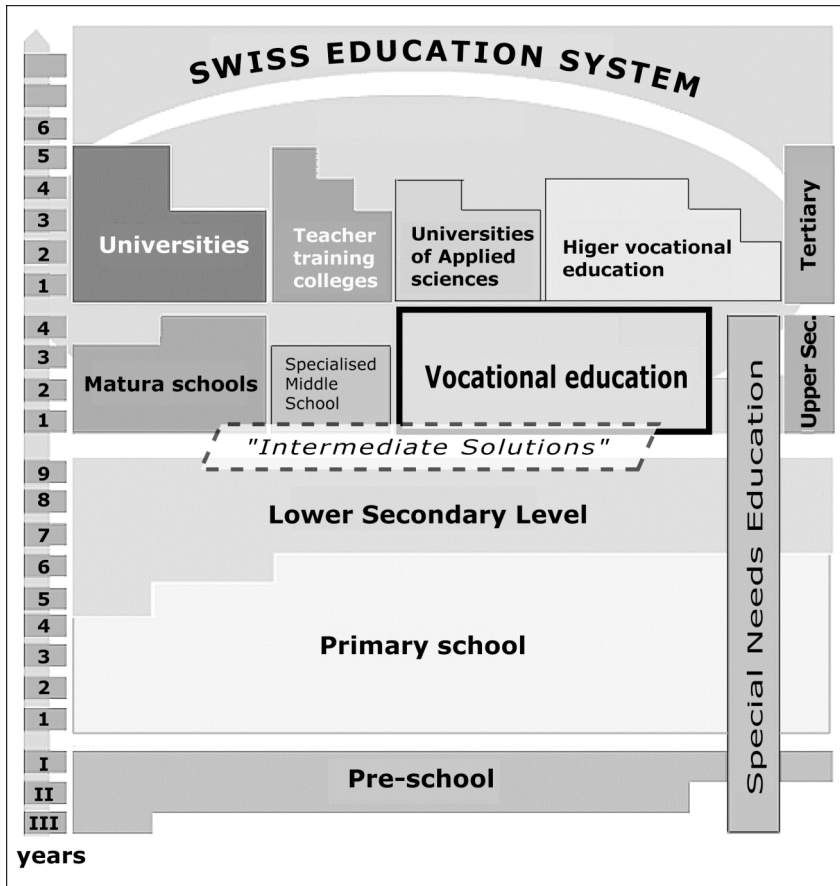 SWISS EDUCATION SYSTEM
6
5
4
3
2
1
Universities
Teacher
training
colleges
Universities
of Applied
sciences
Higer vocational
education
Tertiary
4
3
2
1
Matura schools
Specialised
Middle
School
Vocational education
Upper Sec.
"Intermediate Solutions"
9
8
7
6
5
4
3
2
1
Lower Secondary Level
Primary school
Special Needs Education
I
II
III
Pre-school
years